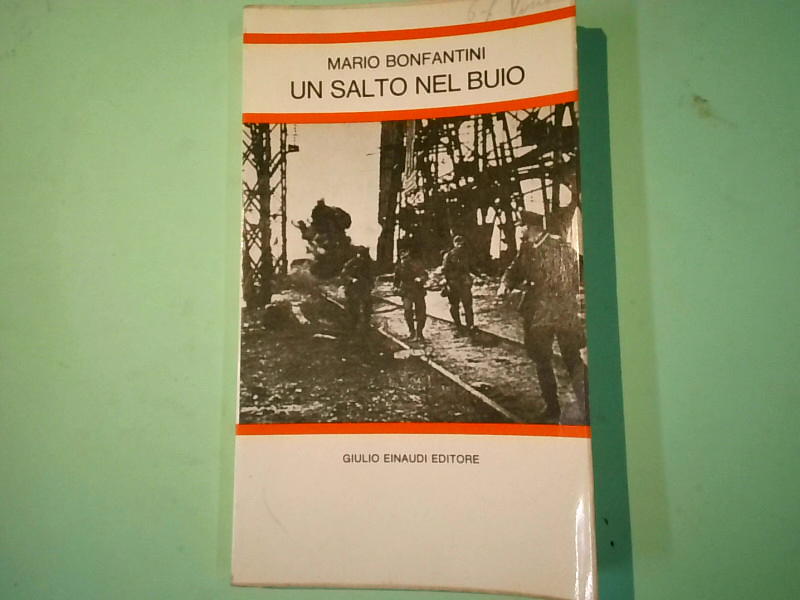 MARIO BONFANTINI
UN SALTO NEL BUIO
GIULIO EINAUDI EDITORE